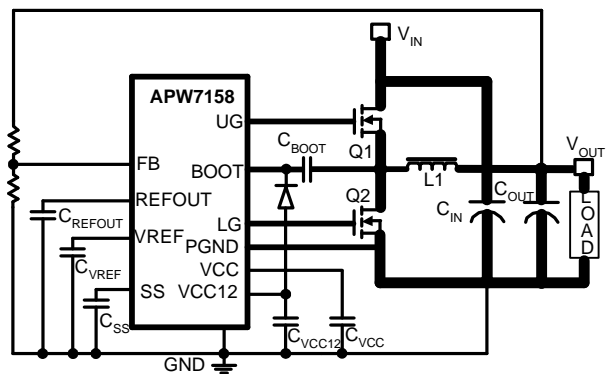 V_IN
APW7158
UG
C_BOOT
Q1
V_OUT
FB
BOOT
L1
REFOUT
Q2
C_IN
C_OUT
LOAD
C_REFOUT
LG
VREF
PGND
C_VREF
VCC
SS
VCC12
C_SS
C_VCC12
C_VCC
GND